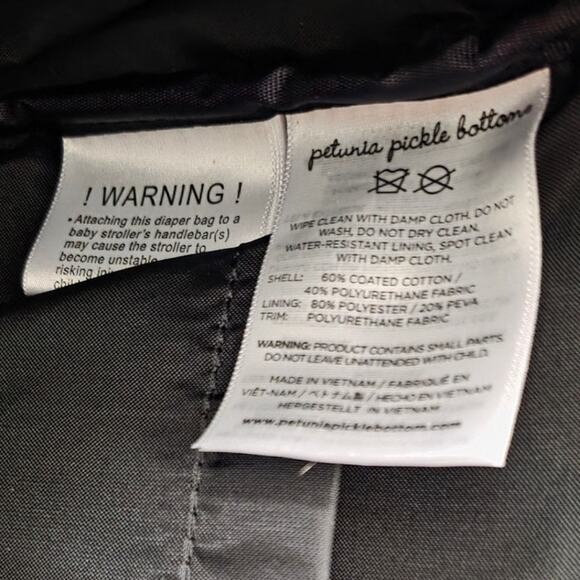 ! WARNING !
• Attaching this diaper bag to a
baby stroller's handlebar(s)
may cause the stroller to
become unstable
risking
petunia pickle bottom
WIPE CLEAN WITH DAMP CLOTH. DO NOT
WASH, DO NOT DRY CLEAN.
WATER-RESISTANT LINING, SPOT CLEAN
WITH DAMP CLOTH.
SHELL: 60% COATED COTTON /
40% POLYURETHANE FABRIC
LINING: 80% POLYESTER / 20% PEVA
TRIM: POLYURETHANE FABRIC
WARNING: PRODUCT CONTAINS SMALL PARTS.
DO NOT LEAVE UNATTENDED WITH CHILD.
MADE IN VIETNAM / FABRIQUÉ EN
VIÊT-NAM / ベトナム製 / HECHO EN VIETNAM /
HERGESTELLT IN VIETNAM
www.petuniapicklebottom.com